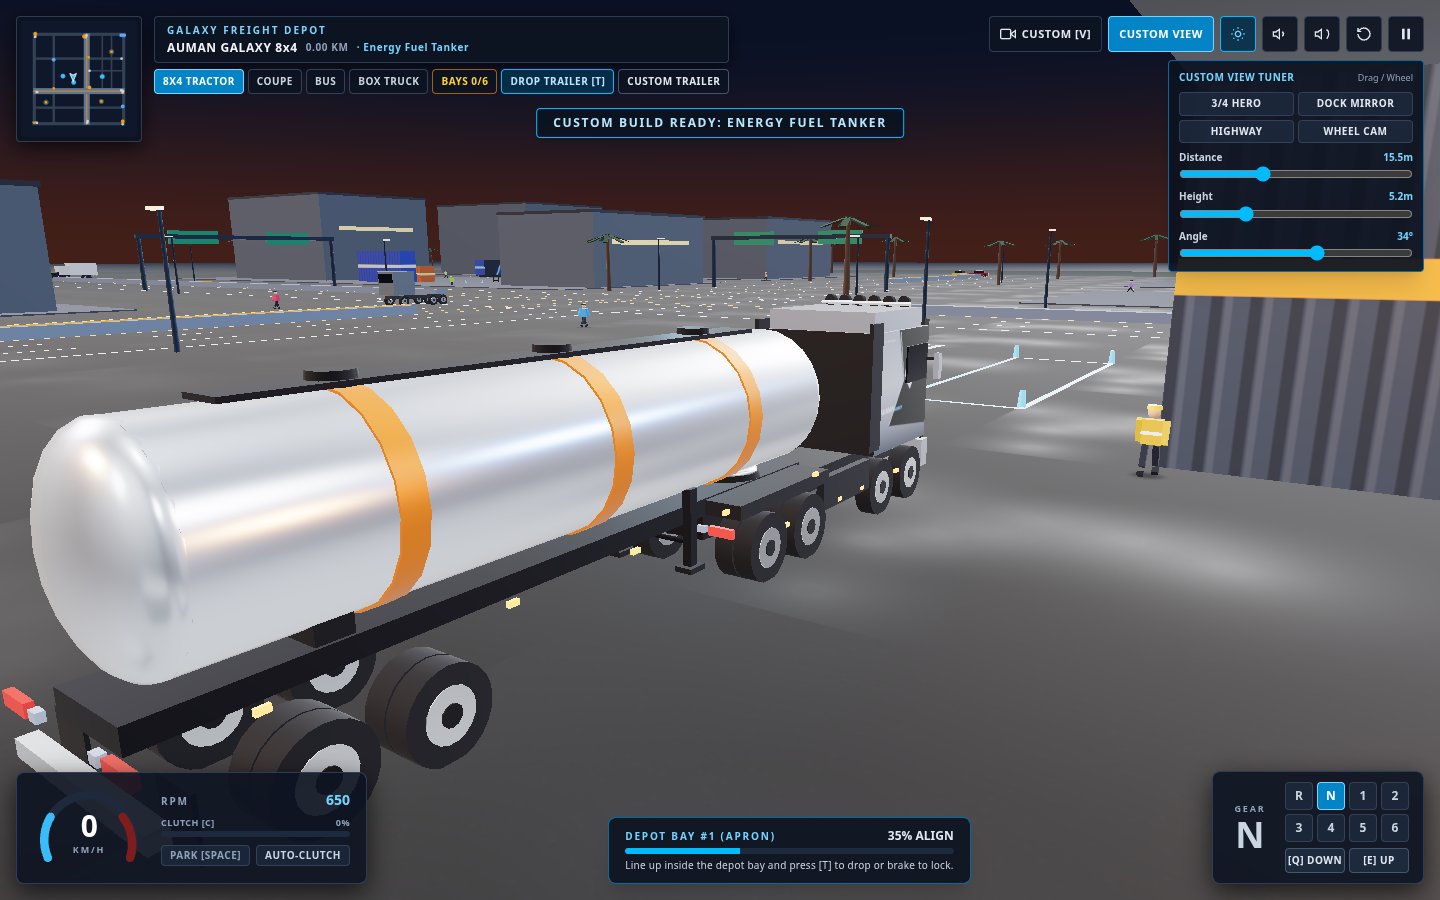 GALAXY FREIGHT DEPOT
AUMAN GALAXY 8x4 0.00 KM · Energy Fuel Tanker
8X4 TRACTOR COUPE BUS BOX TRUCK BAYS 0/6 DROP TRAILER [T] CUSTOM TRAILER
CUSTOM [V] CUSTOM VIEW
CUSTOM BUILD READY: ENERGY FUEL TANKER
CUSTOM VIEW TUNER Drag / Wheel
3/4 HERO DOCK MIRROR
HIGHWAY WHEEL CAM
Distance 15.5m
Height 5.2m
Angle 34°
0
KM/H
RPM 650
CLUTCH [C] 0%
PARK [SPACE] AUTO-CLUTCH
DEPOT BAY #1 (APRON) 35% ALIGN
Line up inside the depot bay and press [T] to drop or brake to lock.
GEAR
N
R N 1 2
3 4 5 6
[Q] DOWN [E] UP